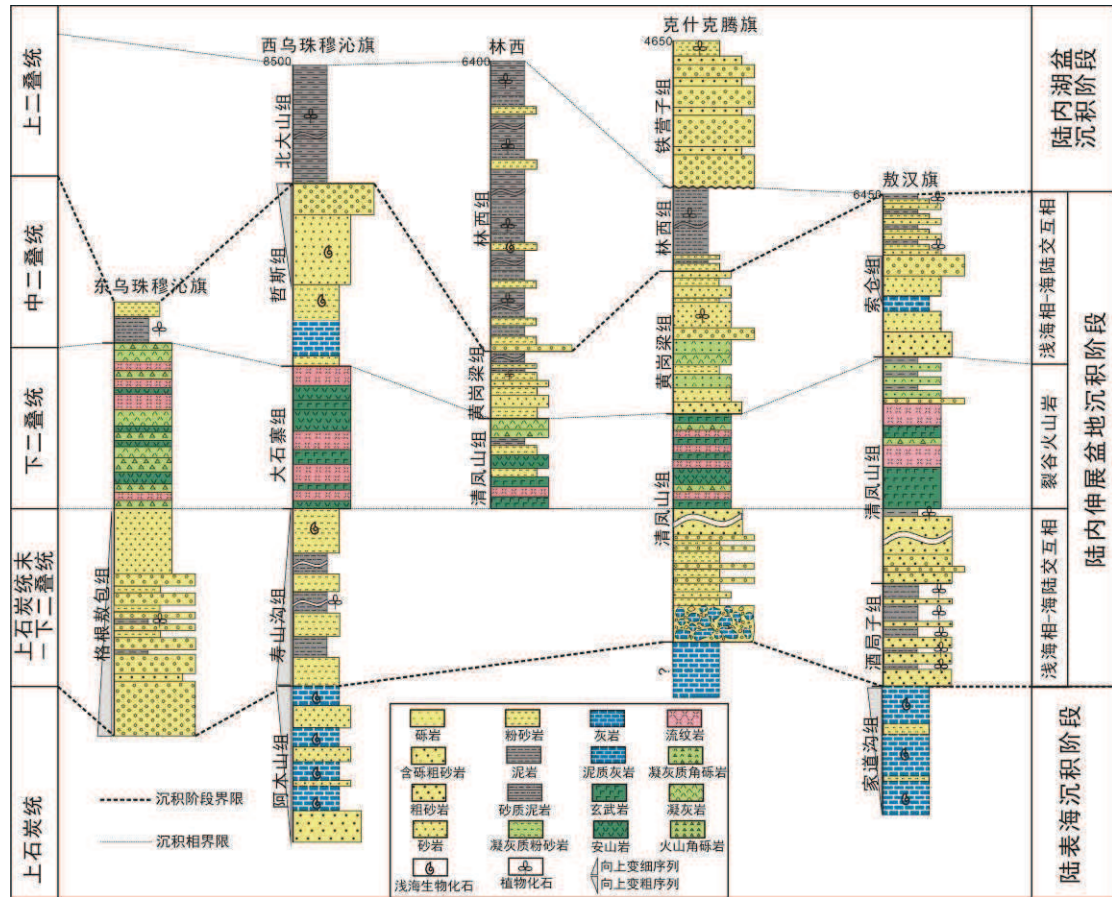 上二叠统
中二叠统
下二叠统
上石炭统末
—下二叠统
上石炭统
东乌珠穆沁旗
格根敖包组
西乌珠穆沁旗
6500
北大山组
哲斯组
大石寨组
寿山沟组
阿木山组
林西
6400
林西组
黄岗梁组
清凤山组
克什克腾旗
4650
铁营子组
林西组
黄岗梁组
清凤山组
?
敖汉旗
6450
索仓组
清凤山组
酒局子组
家道沟组
陆内湖盆
沉积阶段
浅海相-海陆交互相
裂谷火山岩
浅海相-海陆交互相
陆内伸展盆地沉积阶段
陆表海沉积阶段
沉积阶段界限
沉积相界限
砾岩
粉砂岩
灰岩
流纹岩
含砾粗砂岩
泥岩
泥质灰岩
凝灰质角砾岩
粗砂岩
砂质泥岩
玄武岩
凝灰岩
砂岩
凝灰质粉砂岩
安山岩
火山角砾岩
浅海生物化石
植物化石
向上变细序列
向上变粗序列